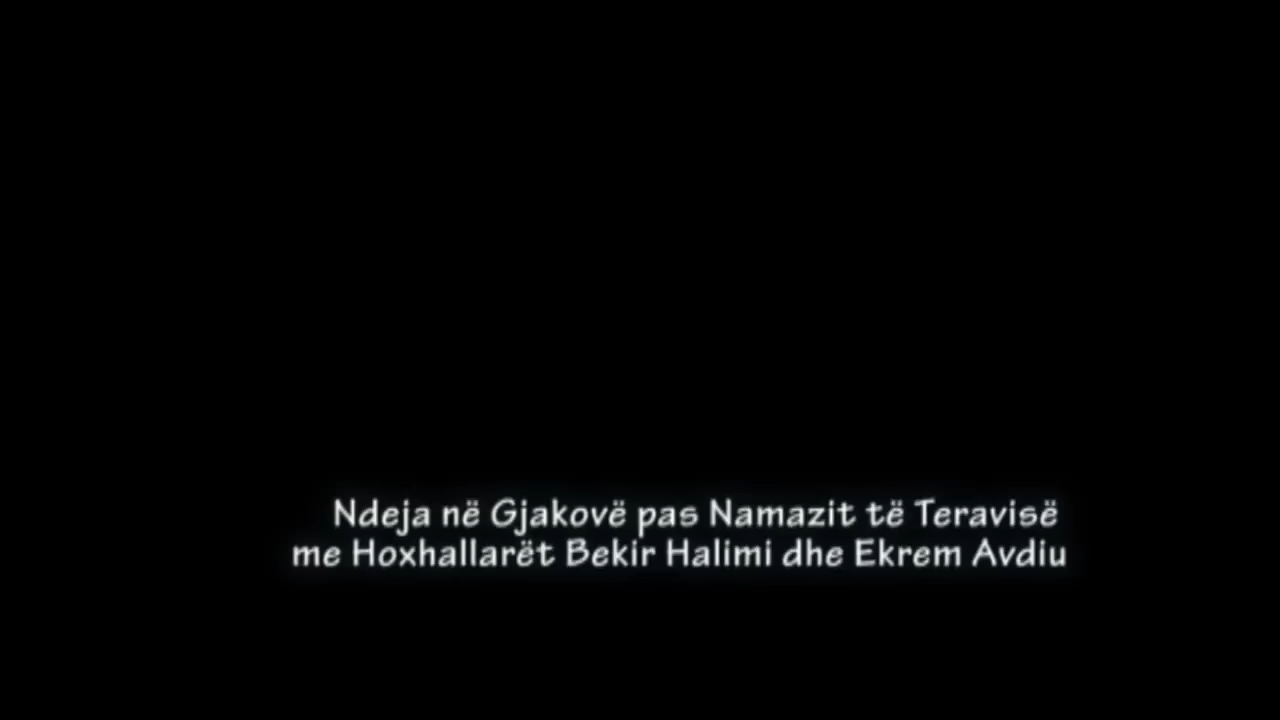 Ndeja në Gjakovë pas Namazit të Teravisë
me Hoxhallarët Bekir Halimi dhe Ekrem Avdiu